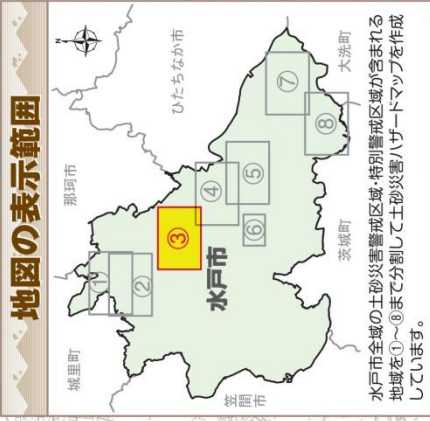 地図の表示範囲
N
那珂市
城里町
ひたちなか市
①
②
③
④
⑤
⑥
⑦
⑧
水戸市
笠間市
茨城町
大洗町
水戸市全域の土砂災害警戒区域・特別警戒区域が含まれる
地域を①～⑧まで分割して土砂災害ハザードマップを作成
しています。